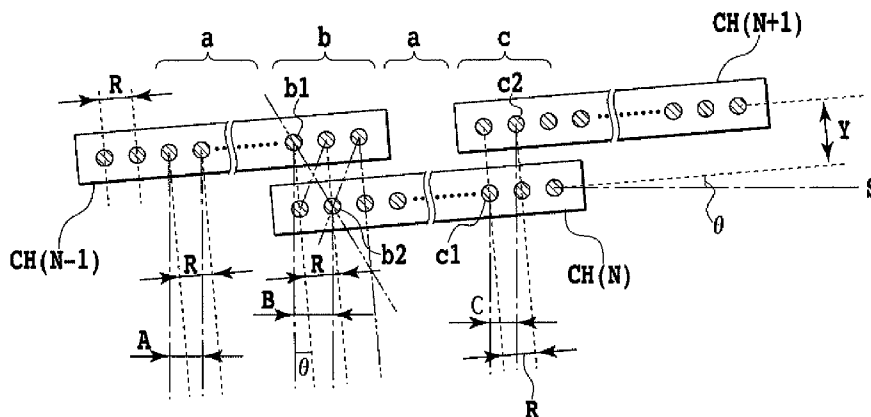 a b a c CH(N+1)
R b1 c2
Y
S
θ
CH(N-1) R b2 c1 CH(N)
R
B C
A
θ
R